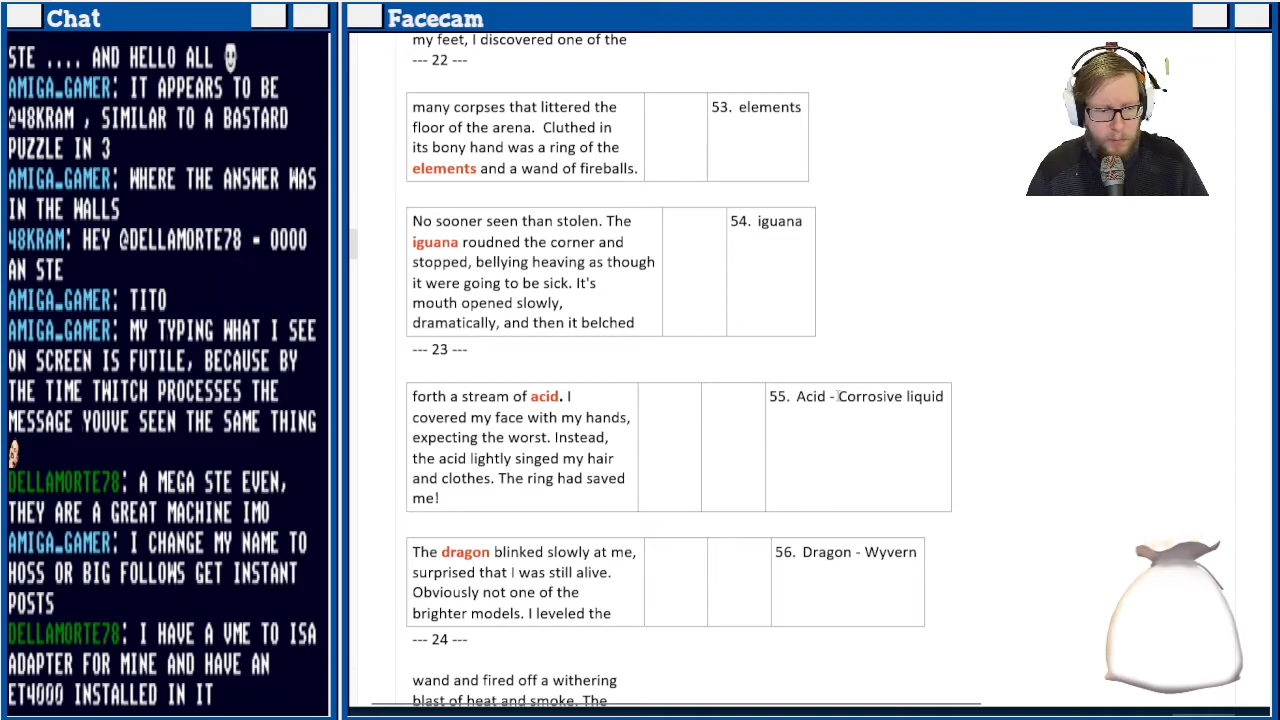 Chat
STE .... AND HELLO ALL
AMIGA_GAMER: IT APPEARS TO BE
@48KRAM , SIMILAR TO A BASTARD
PUZZLE IN 3
AMIGA_GAMER: WHERE THE ANSWER WAS
IN THE WALLS
48KRAM: HEY @DELLAMORTE78 - OOOO
AN STE
AMIGA_GAMER: TITO
AMIGA_GAMER: MY TYPING WHAT I SEE
ON SCREEN IS FUTILE, BECAUSE BY
THE TIME TWITCH PROCESSES THE
MESSAGE YOUVE SEEN THE SAME THING
DELLAMORTE78: A MEGA STE EVEN,
THEY ARE A GREAT MACHINE IMO
AMIGA_GAMER: I CHANGE MY NAME TO
HOSS OR BIG FOLLOWS GET INSTANT
POSTS
DELLAMORTE78: I HAVE A VME TO ISA
ADAPTER FOR MINE AND HAVE AN
ET4000 INSTALLED IN IT
Facecam
my feet, I discovered one of the
--- 22 ---
many corpses that littered the
floor of the arena.  Cluthed in
its bony hand was a ring of the
elements and a wand of fireballs.
53. elements
No sooner seen than stolen. The
iguana roudned the corner and
stopped, bellying heaving as though
it were going to be sick. It's
mouth opened slowly,
dramatically, and then it belched
54. iguana
--- 23 ---
forth a stream of acid. I
covered my face with my hands,
expecting the worst. Instead,
the acid lightly singed my hair
and clothes. The ring had saved
me!
55. Acid - Corrosive liquid
The dragon blinked slowly at me,
surprised that I was still alive.
Obviously not one of the
brighter models. I leveled the
56. Dragon - Wyvern
--- 24 ---
wand and fired off a withering
blast of heat and smoke. The